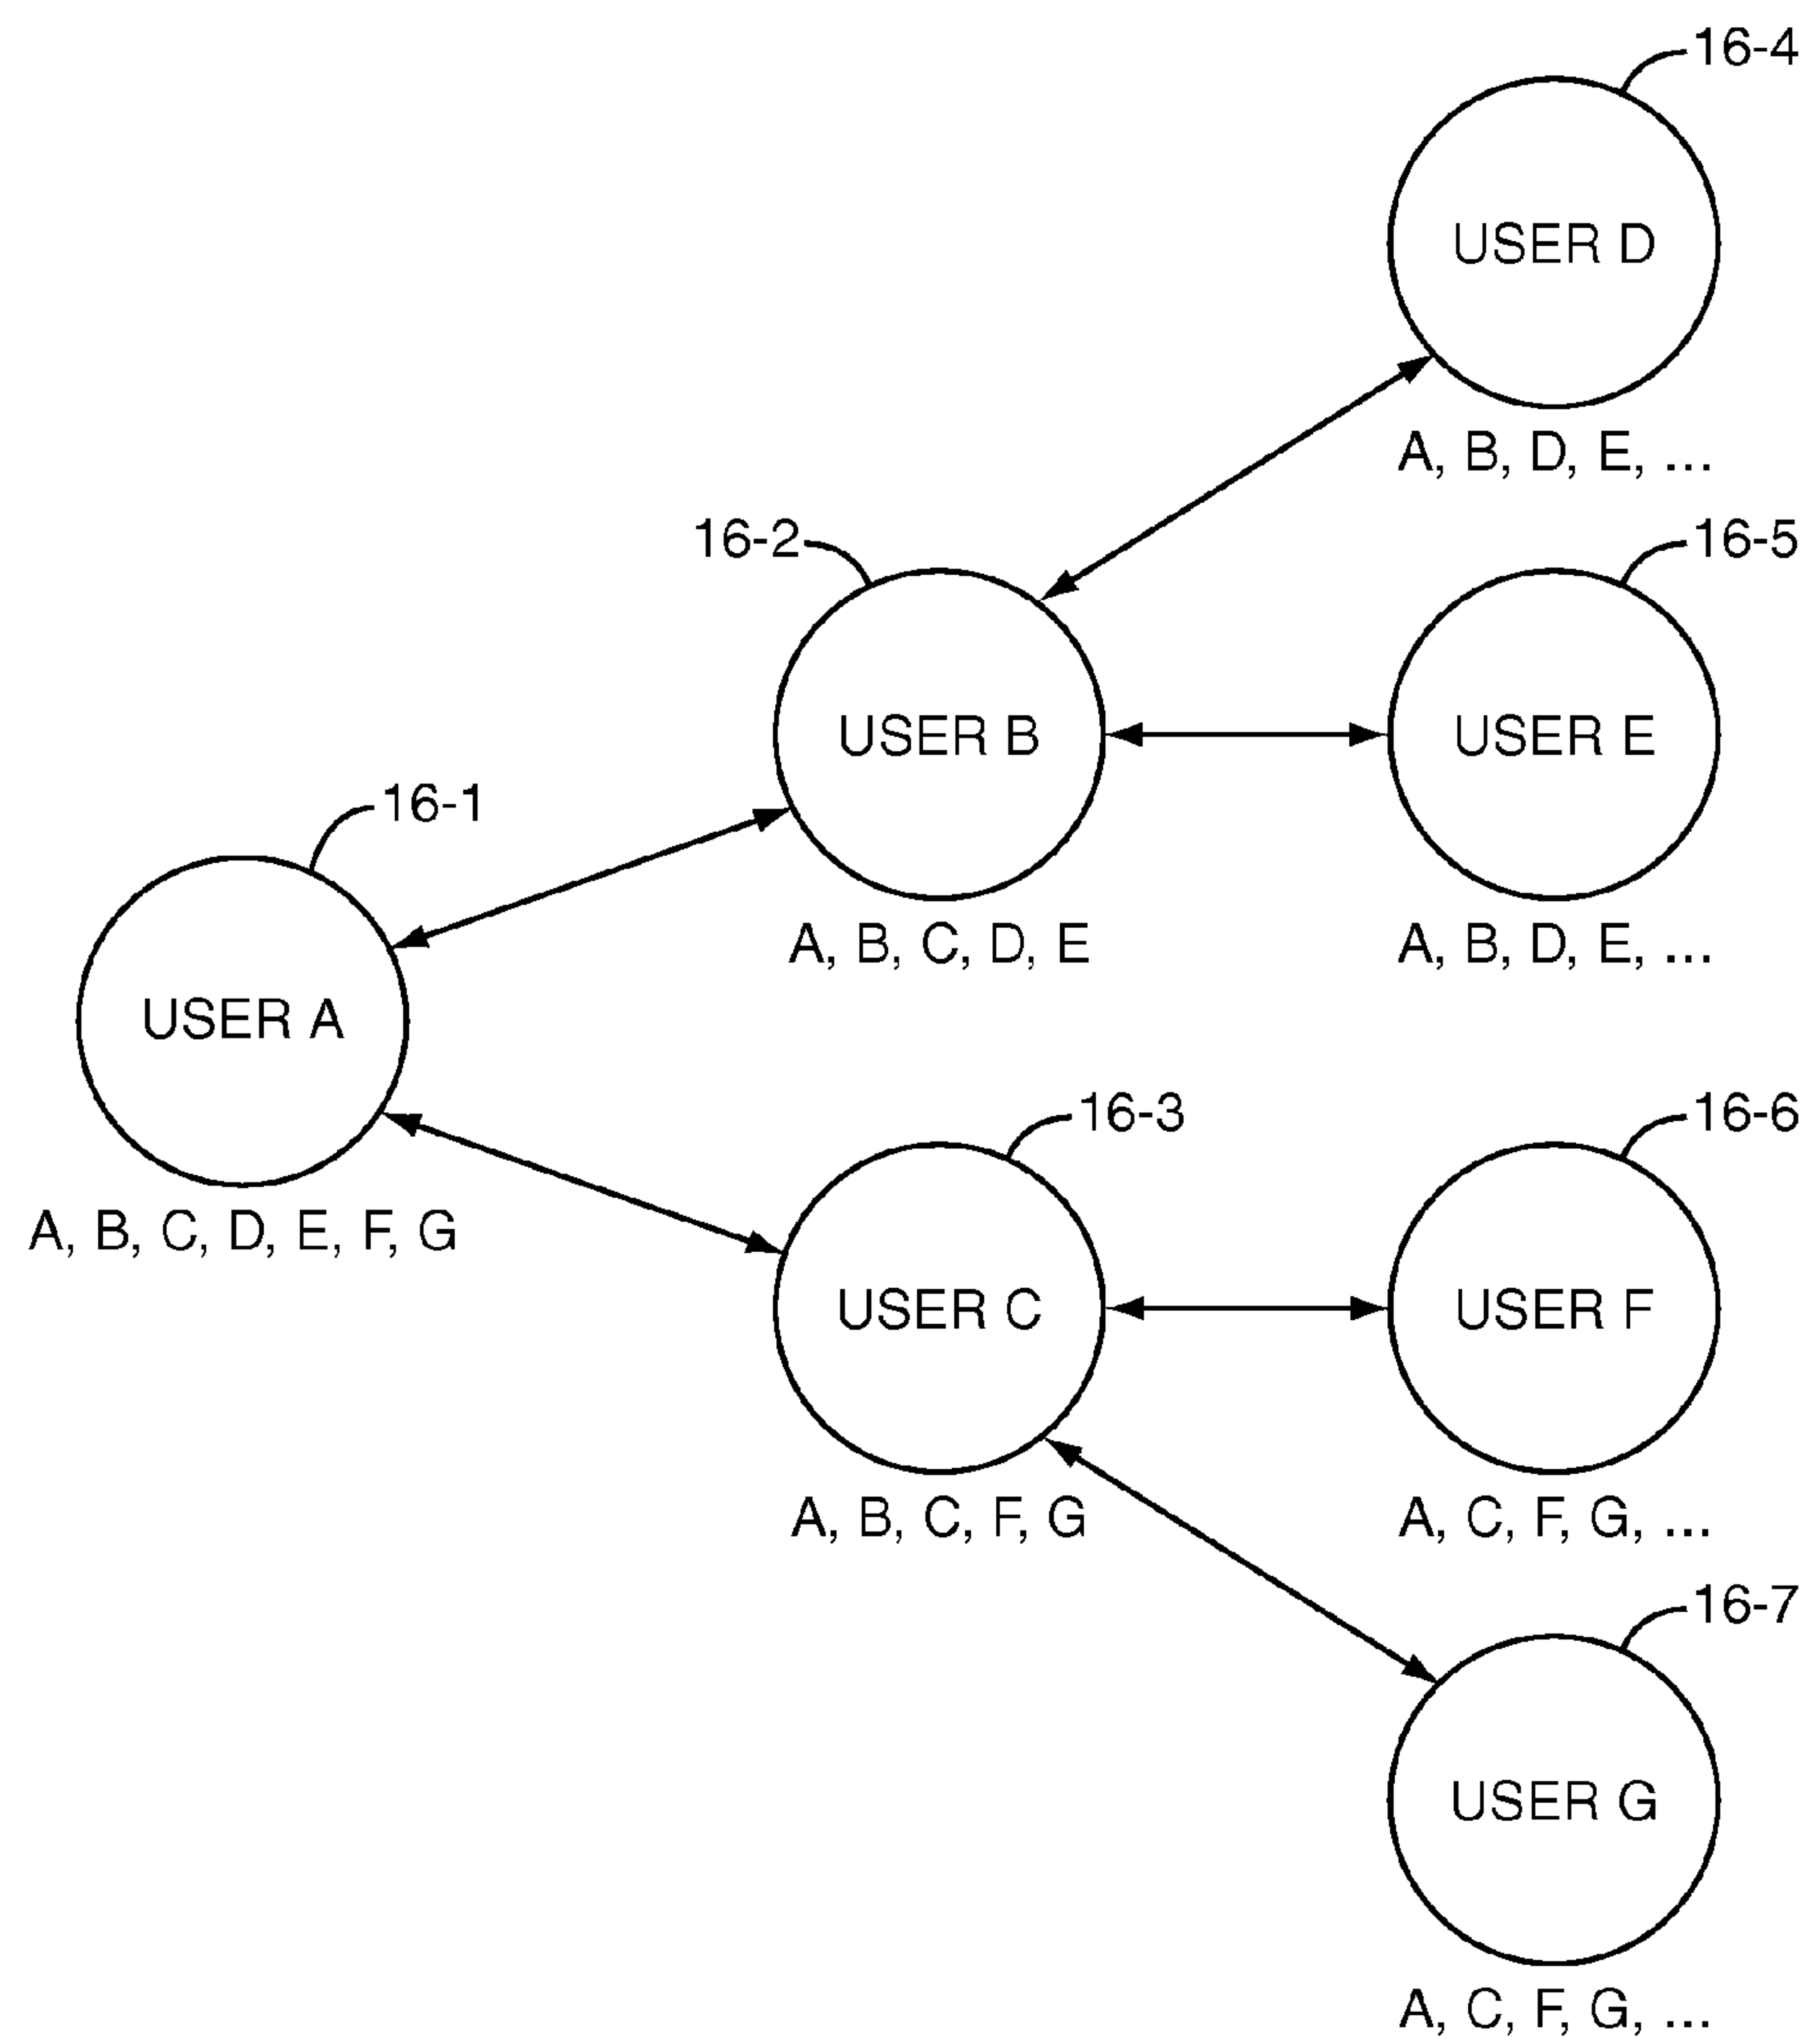 16-4
USER D
A, B, D, E, ...
16-2
16-5
USER B
USER E
A, B, C, D, E
A, B, D, E, ...
16-1
USER A
A, B, C, D, E, F, G
16-3
16-6
USER C
USER F
A, B, C, F, G
A, C, F, G, ...
16-7
USER G
A, C, F, G, ...